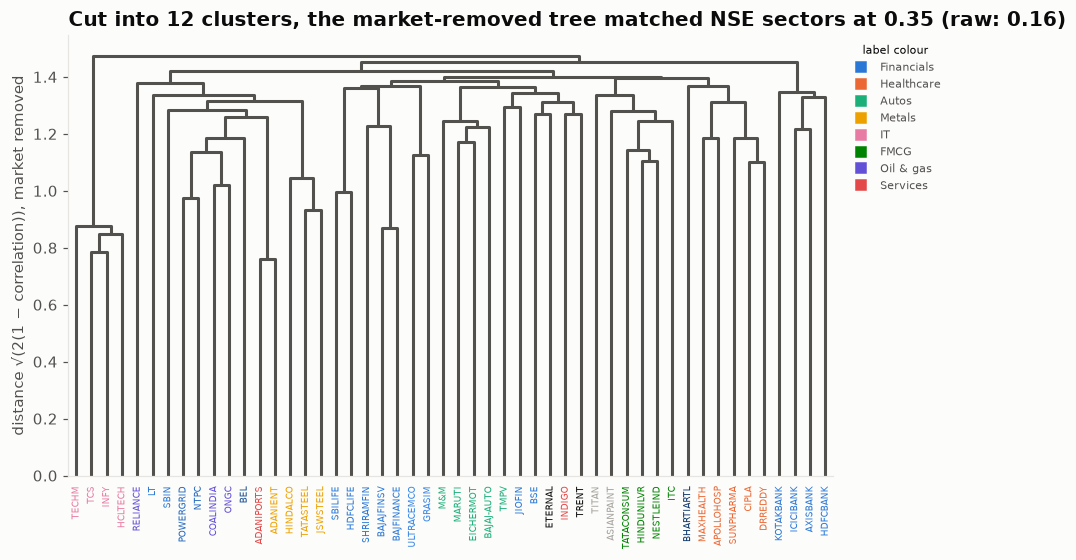 Cut into 12 clusters, the market-removed tree matched NSE sectors at 0.35 (raw: 0.16)
label colour
Financials
Healthcare
Autos
Metals
IT
FMCG
Oil & gas
Services
distance √(2(1 − correlation)), market removed
1.4
1.2
1.0
0.8
0.6
0.4
0.2
0.0
TECHM
TCS
INFY
HCLTECH
RELIANCE
LT
SBIN
POWERGRID
NTPC
COALINDIA
ONGC
BEL
ADANIPORTS
ADANIENT
HINDALCO
TATASTEEL
JSWSTEEL
SBILIFE
HDFCLIFE
SHRIRAMFIN
BAJAJFINSV
BAJFINANCE
ULTRACEMCO
GRASIM
M&M
MARUTI
EICHERMOT
BAJAJ-AUTO
TMPV
JIOFIN
BSE
ETERNAL
INDIGO
TRENT
TITAN
ASIANPAINT
TATACONSUM
HINDUNILVR
NESTLEIND
ITC
BHARTIARTL
MAXHEALTH
APOLLOHOSP
SUNPHARMA
CIPLA
DRREDDY
KOTAKBANK
ICICIBANK
AXISBANK
HDFCBANK